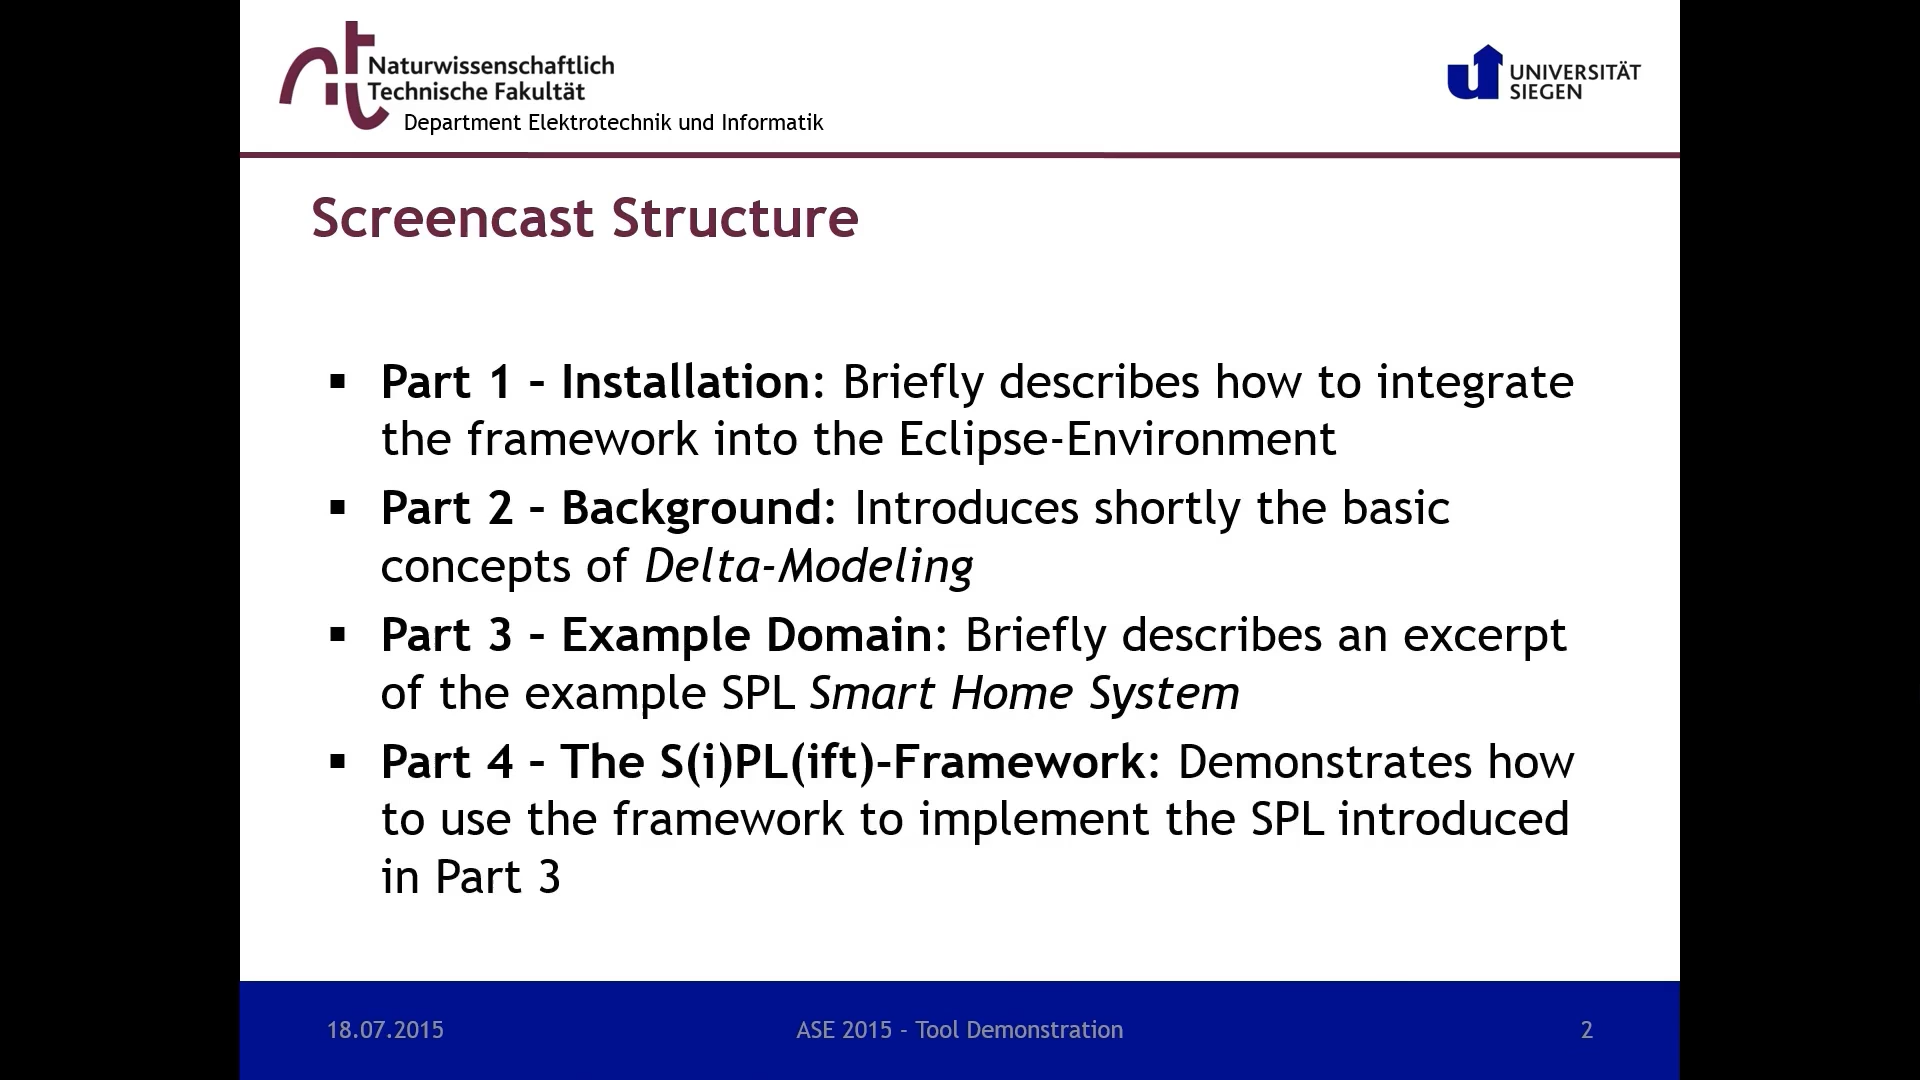 Naturwissenschaftlich
Technische Fakultät
Department Elektrotechnik und Informatik
UNIVERSITÄT
SIEGEN
Screencast Structure
▪ Part 1 – Installation: Briefly describes how to integrate
the framework into the Eclipse-Environment
▪ Part 2 – Background: Introduces shortly the basic
concepts of Delta-Modeling
▪ Part 3 – Example Domain: Briefly describes an excerpt
of the example SPL Smart Home System
▪ Part 4 – The S(i)PL(ift)-Framework: Demonstrates how
to use the framework to implement the SPL introduced
in Part 3
18.07.2015
ASE 2015 - Tool Demonstration
2